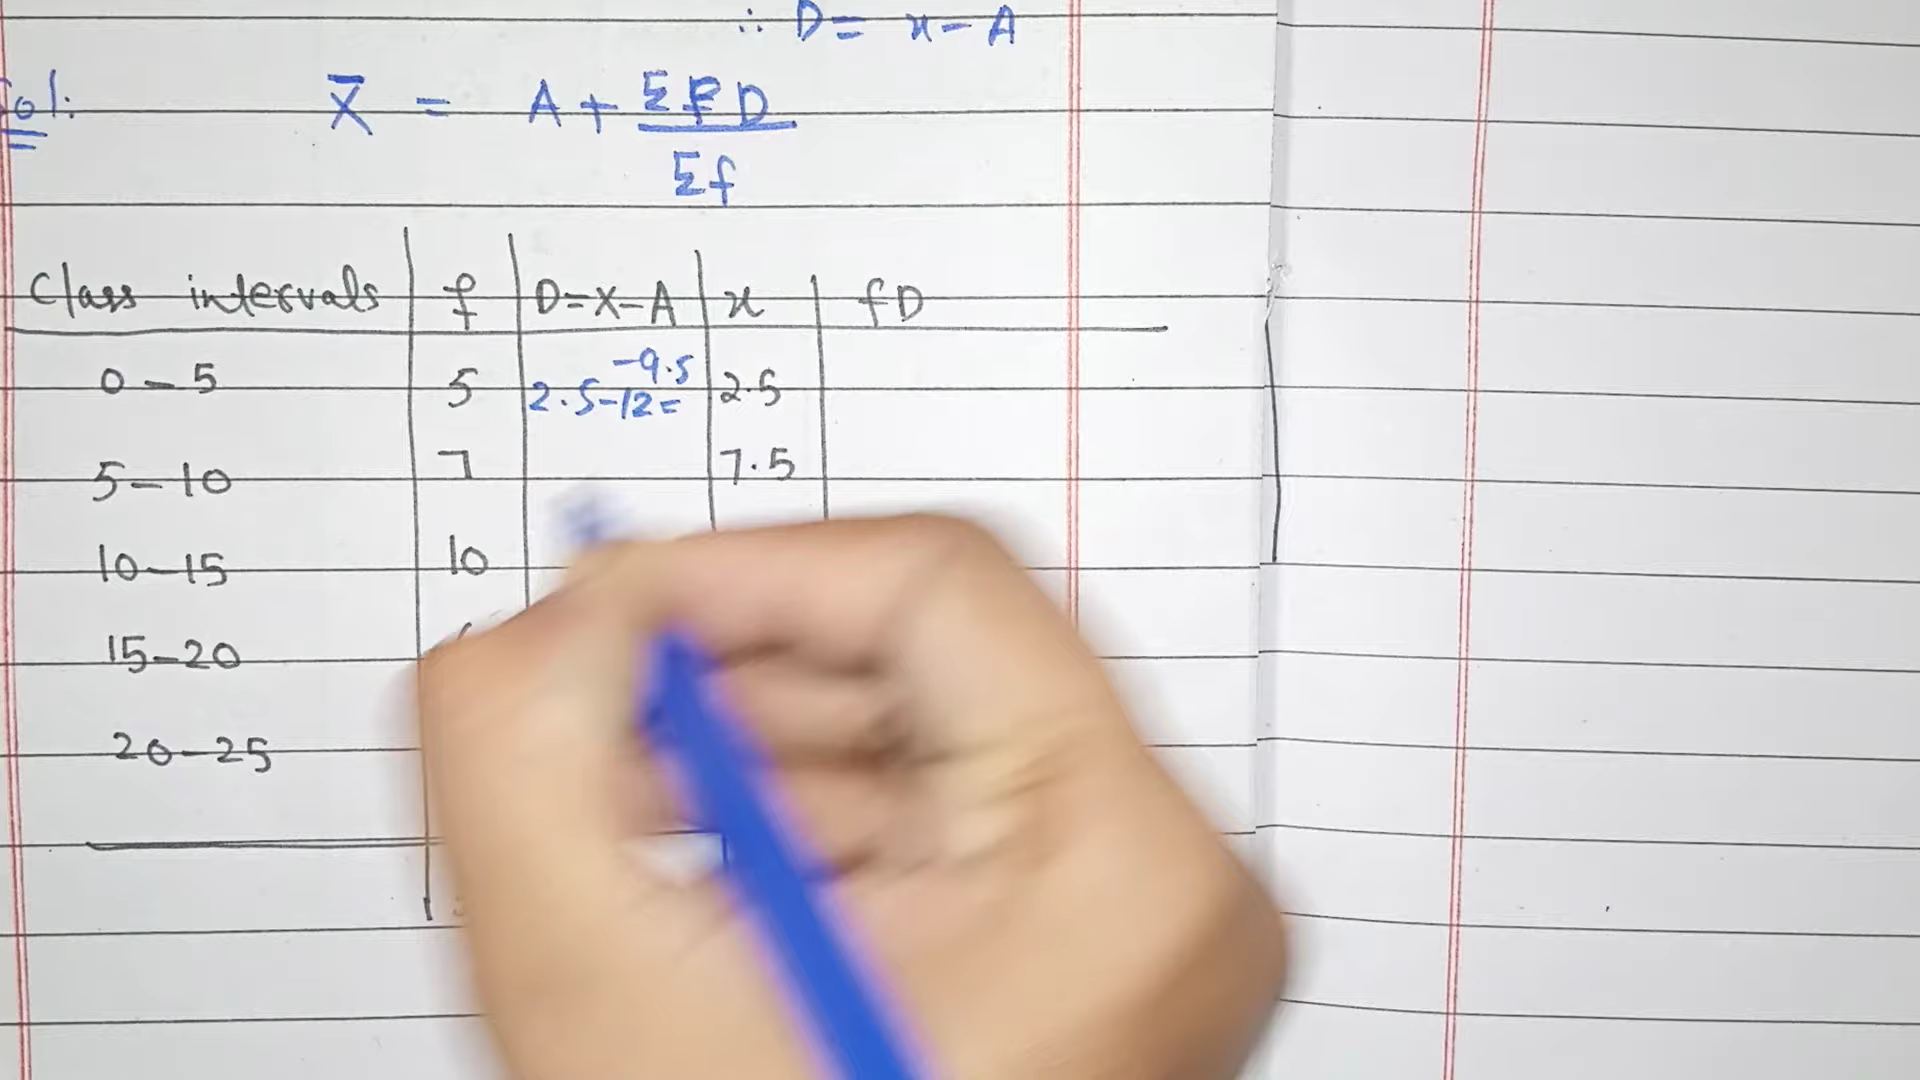 ∴ D = x - A
Sol: X̄ = A + ΣfD
Σf
Class intervals f D=X-A x fD
0-5 5 2.5-12= -9.5 2.5
5-10 7 7.5
10-15 10
15-20
20-25